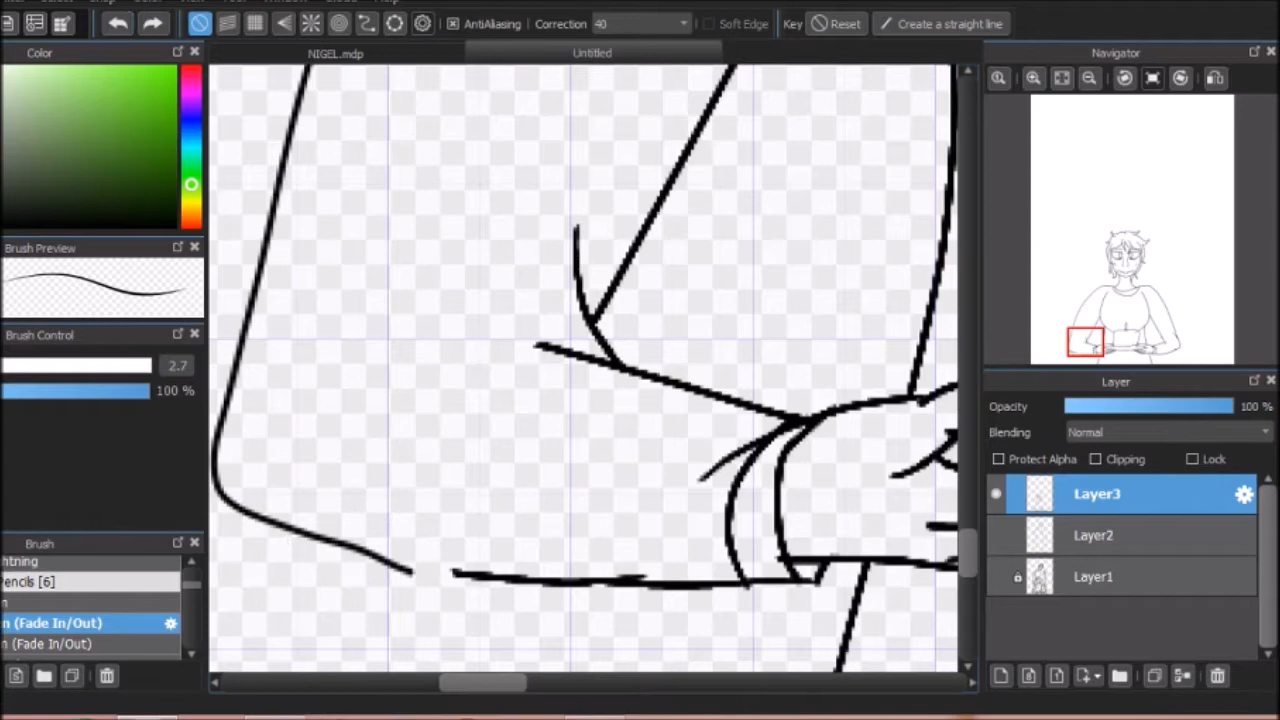 AntiAliasing Correction 40 Soft Edge Key Reset Create a straight line
Color
NIGEL.mdp
Untitled
Navigator
Brush Preview
Brush Control
2.7
100 %
Layer
Opacity 100 %
Blending Normal
Protect Alpha Clipping Lock
Layer3
Layer2
Layer1
Brush
htning
Pencils [6]
n
n (Fade In/Out)
n (Fade In/Out)